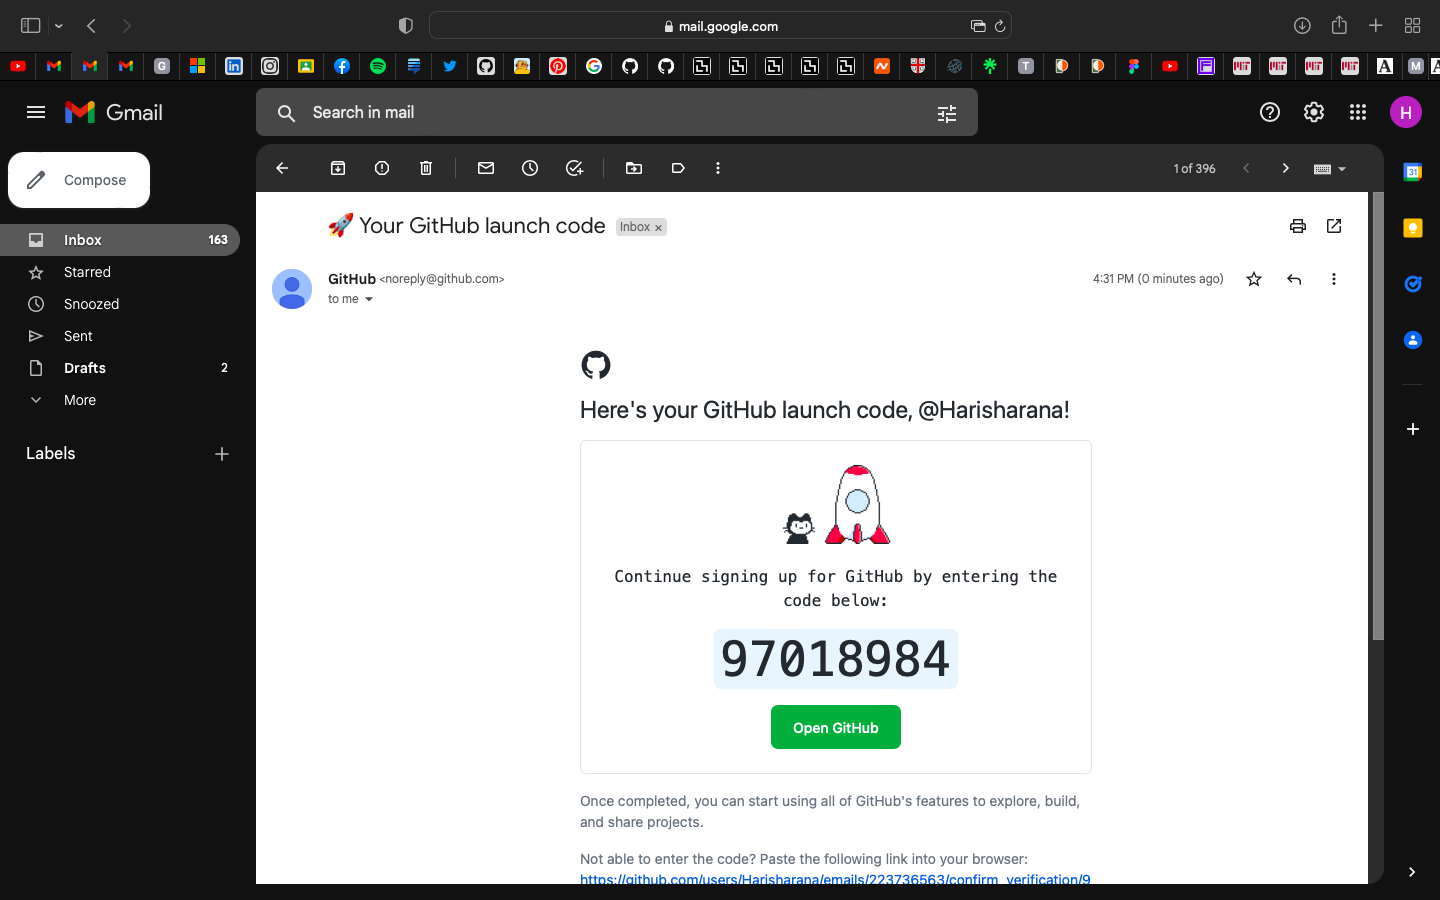 mail.google.com
Gmail
Search in mail
H
Compose
1 of 396
Inbox 163
Starred
Snoozed
Sent
Drafts 2
More
Labels
🚀 Your GitHub launch code Inbox ×
GitHub <noreply@github.com> 4:31 PM (0 minutes ago)
to me
Here's your GitHub launch code, @Harisharana!
Continue signing up for GitHub by entering the
code below:
97018984
Open GitHub
Once completed, you can start using all of GitHub's features to explore, build,
and share projects.
Not able to enter the code? Paste the following link into your browser:
https://github.com/users/Harisharana/emails/223736563/confirm_verification/9